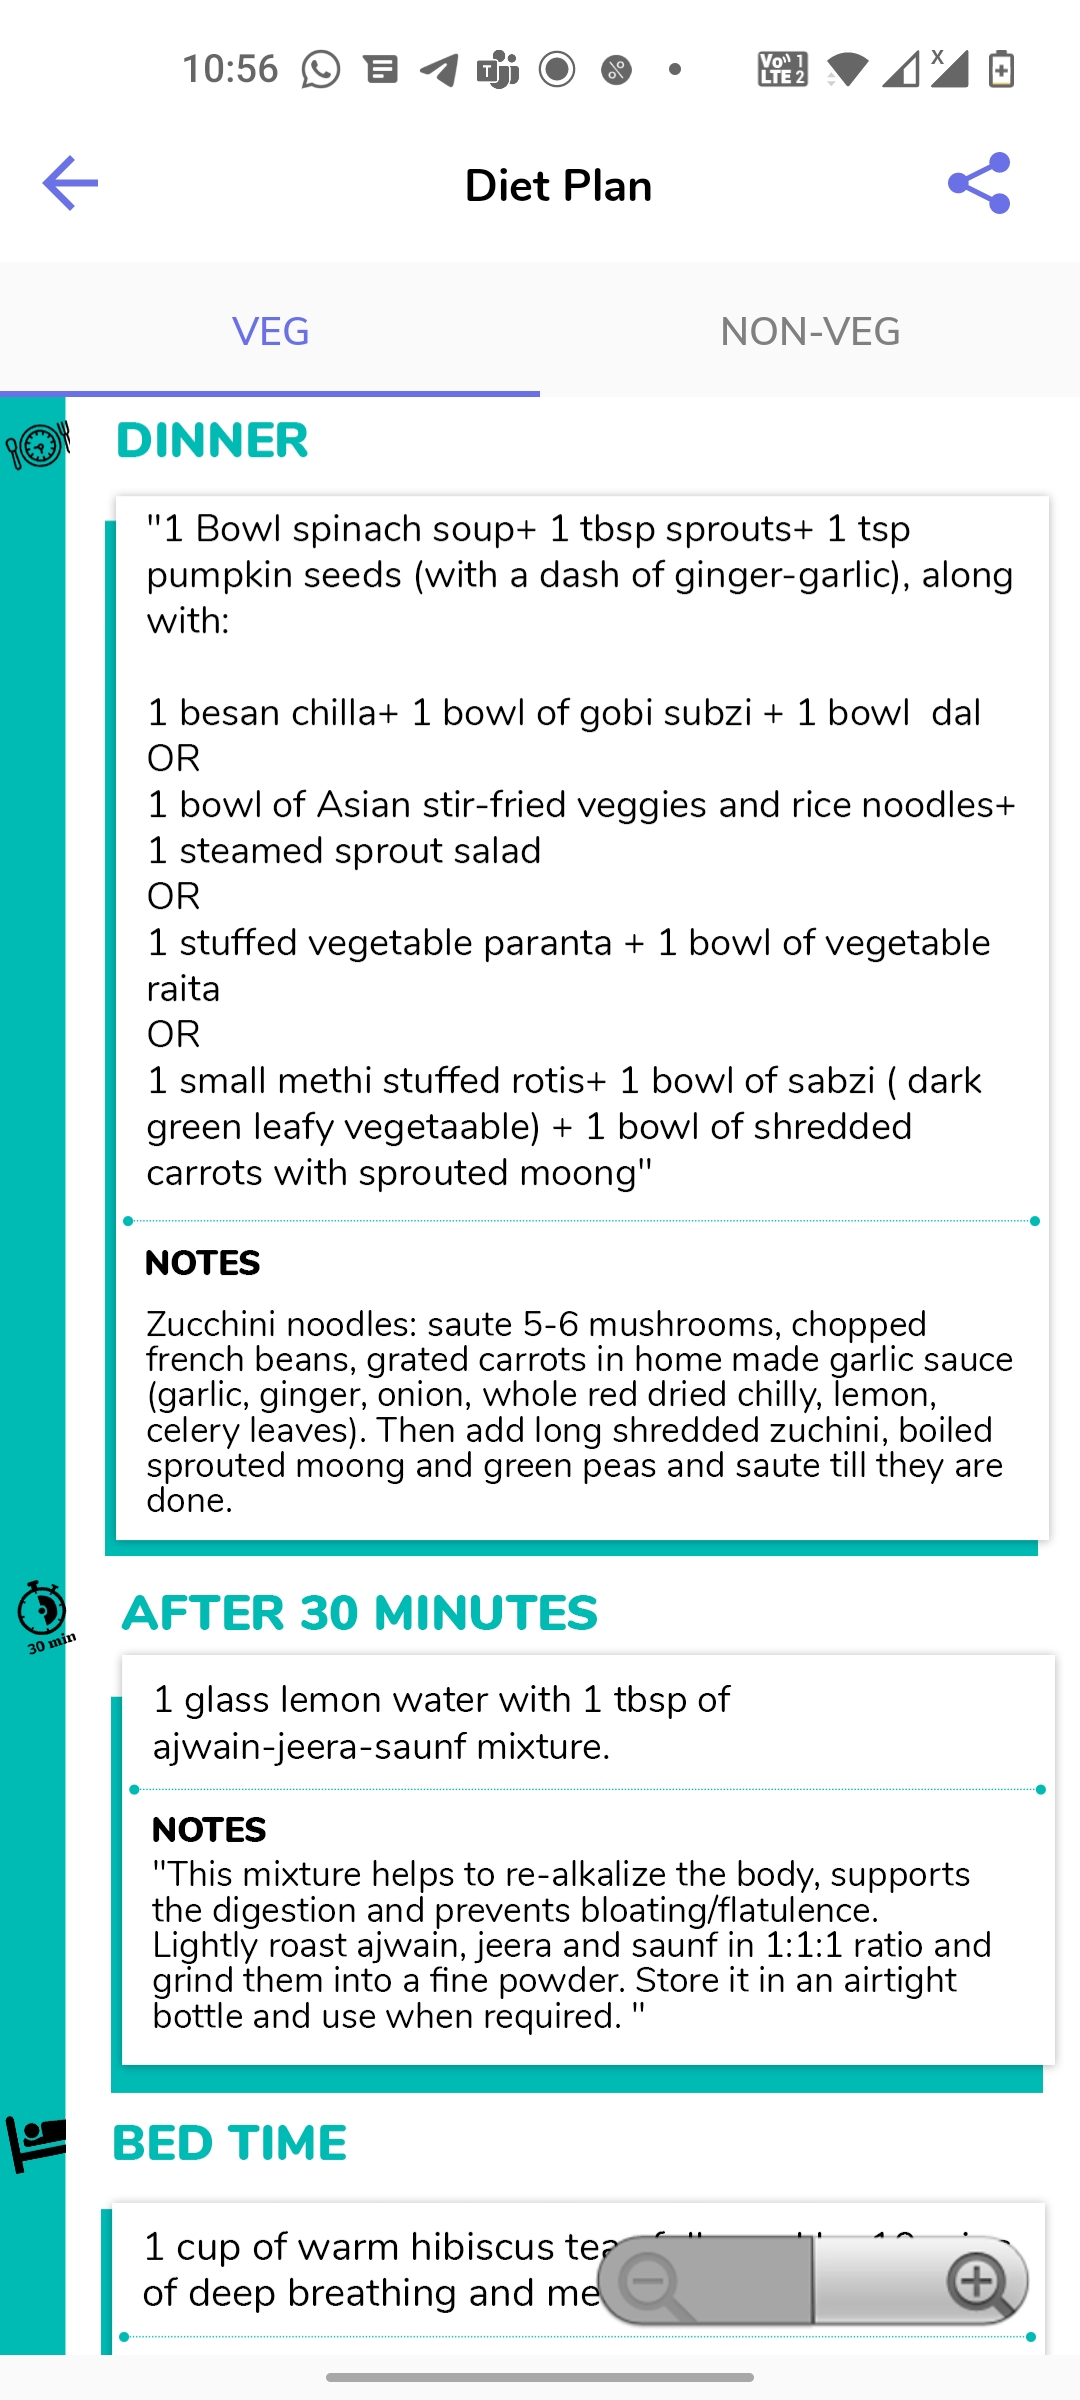 10:56
Vo 1
LTE 2
X
T
Diet Plan
VEG
NON-VEG
DINNER
"1 Bowl spinach soup+ 1 tbsp sprouts+ 1 tsp
pumpkin seeds (with a dash of ginger-garlic), along
with:
1 besan chilla+ 1 bowl of gobi subzi + 1 bowl  dal
OR
1 bowl of Asian stir-fried veggies and rice noodles+
1 steamed sprout salad
OR
1 stuffed vegetable paranta + 1 bowl of vegetable
raita
OR
1 small methi stuffed rotis+ 1 bowl of sabzi ( dark
green leafy vegetaable) + 1 bowl of shredded
carrots with sprouted moong"
NOTES
Zucchini noodles: saute 5-6 mushrooms, chopped
french beans, grated carrots in home made garlic sauce
(garlic, ginger, onion, whole red dried chilly, lemon,
celery leaves). Then add long shredded zuchini, boiled
sprouted moong and green peas and saute till they are
done.
30 min
AFTER 30 MINUTES
1 glass lemon water with 1 tbsp of
ajwain-jeera-saunf mixture.
NOTES
"This mixture helps to re-alkalize the body, supports
the digestion and prevents bloating/flatulence.
Lightly roast ajwain, jeera and saunf in 1:1:1 ratio and
grind them into a fine powder. Store it in an airtight
bottle and use when required. "
BED TIME
1 cup of warm hibiscus tea
of deep breathing and